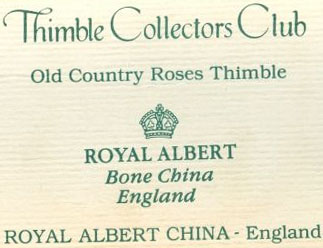 Thimble Collectors Club
Old Country Roses Thimble
ROYAL ALBERT
Bone China
England
ROYAL ALBERT CHINA - England